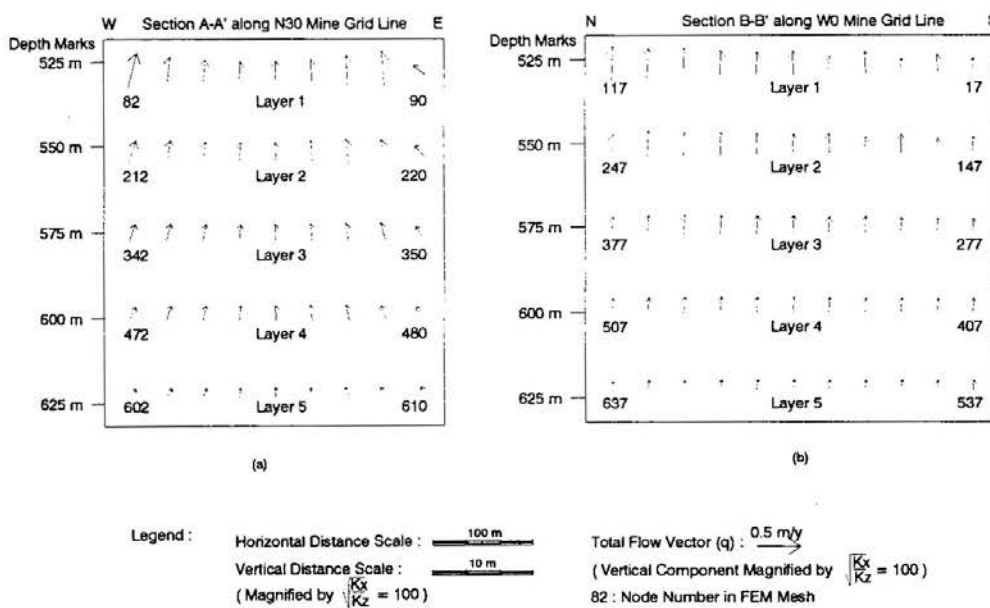 W Section A-A' along N30 Mine Grid Line E
Depth Marks
525 m
82 Layer 1 90
550 m
212 Layer 2 220
575 m
342 Layer 3 350
600 m
472 Layer 4 480
625 m
602 Layer 5 610
(a)
N Section B-B' along W0 Mine Grid Line
Depth Marks
525 m
117 Layer 1 17
550 m
247 Layer 2 147
575 m
377 Layer 3 277
600 m
507 Layer 4 407
625 m
637 Layer 5 537
(b)
Legend :
Horizontal Distance Scale : 100 m
Vertical Distance Scale : 10 m
( Magnified by √Kx/Kz = 100 )
Total Flow Vector (q) : 0.5 m/y
( Vertical Component Magnified by √Kx/Kz = 100 )
82 : Node Number in FEM Mesh